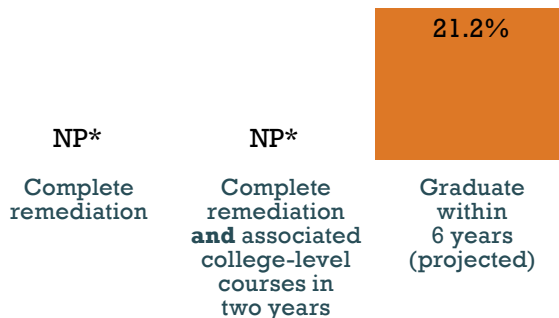 21.2%
NP*
NP*
Complete
remediation
Complete
remediation
and associated
college-level
courses in
two years
Graduate
within
6 years
(projected)